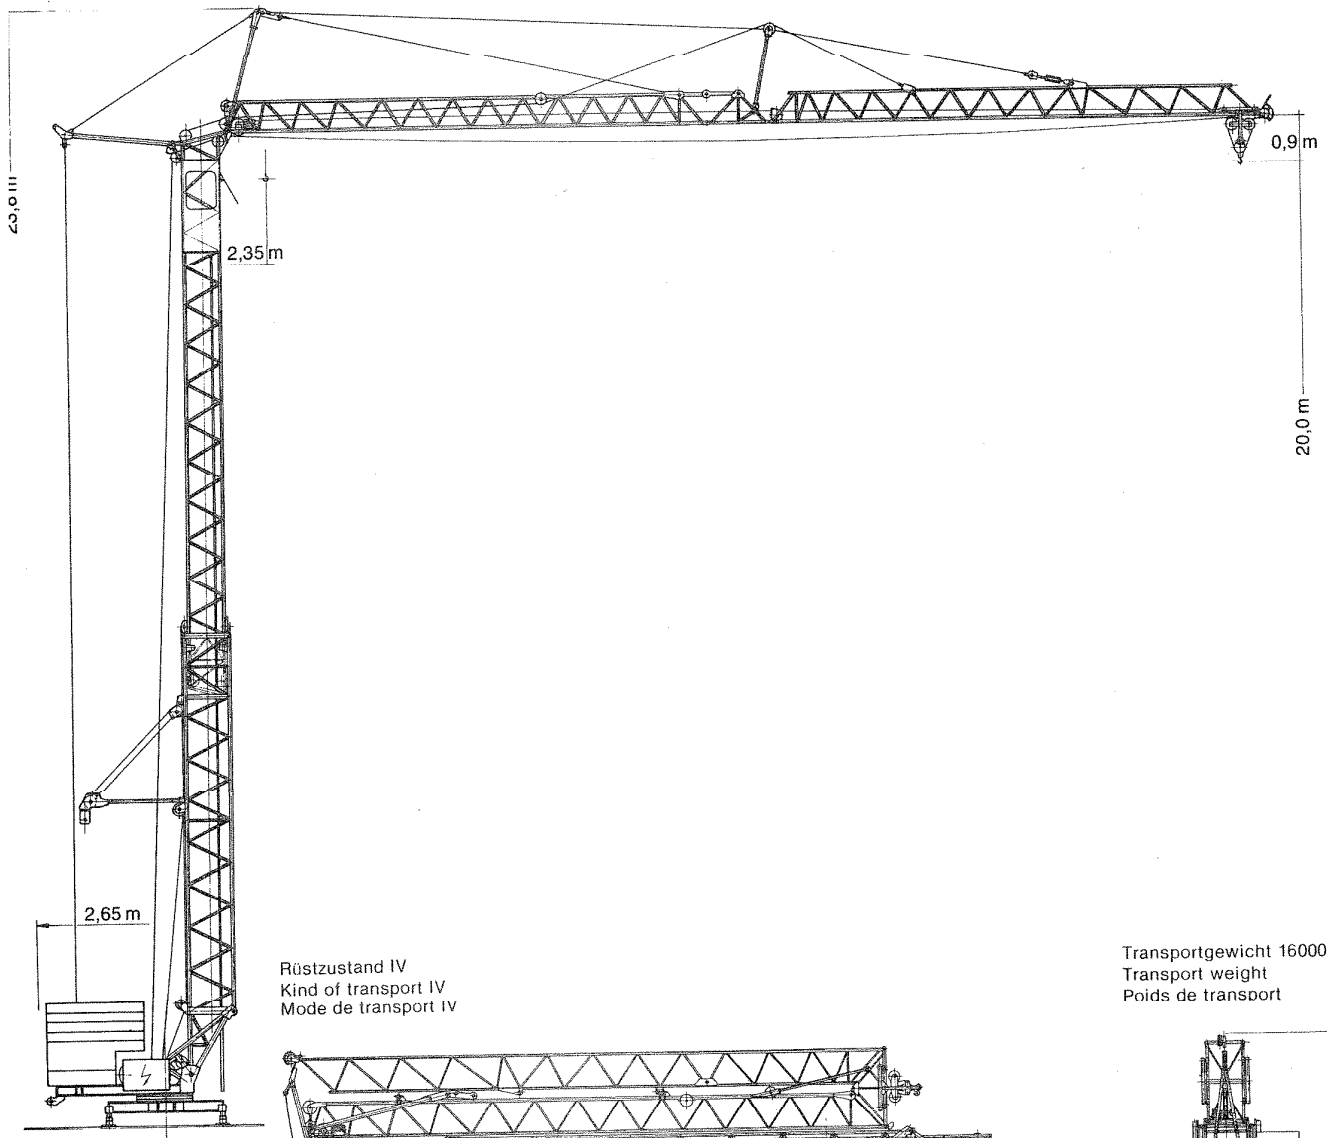 0,9 m
2,35 m
20,0 m
2,65 m
Rüstzustand IV
Kind of transport IV
Mode de transport IV
Transportgewicht 16000
Transport weight
Poids de transport